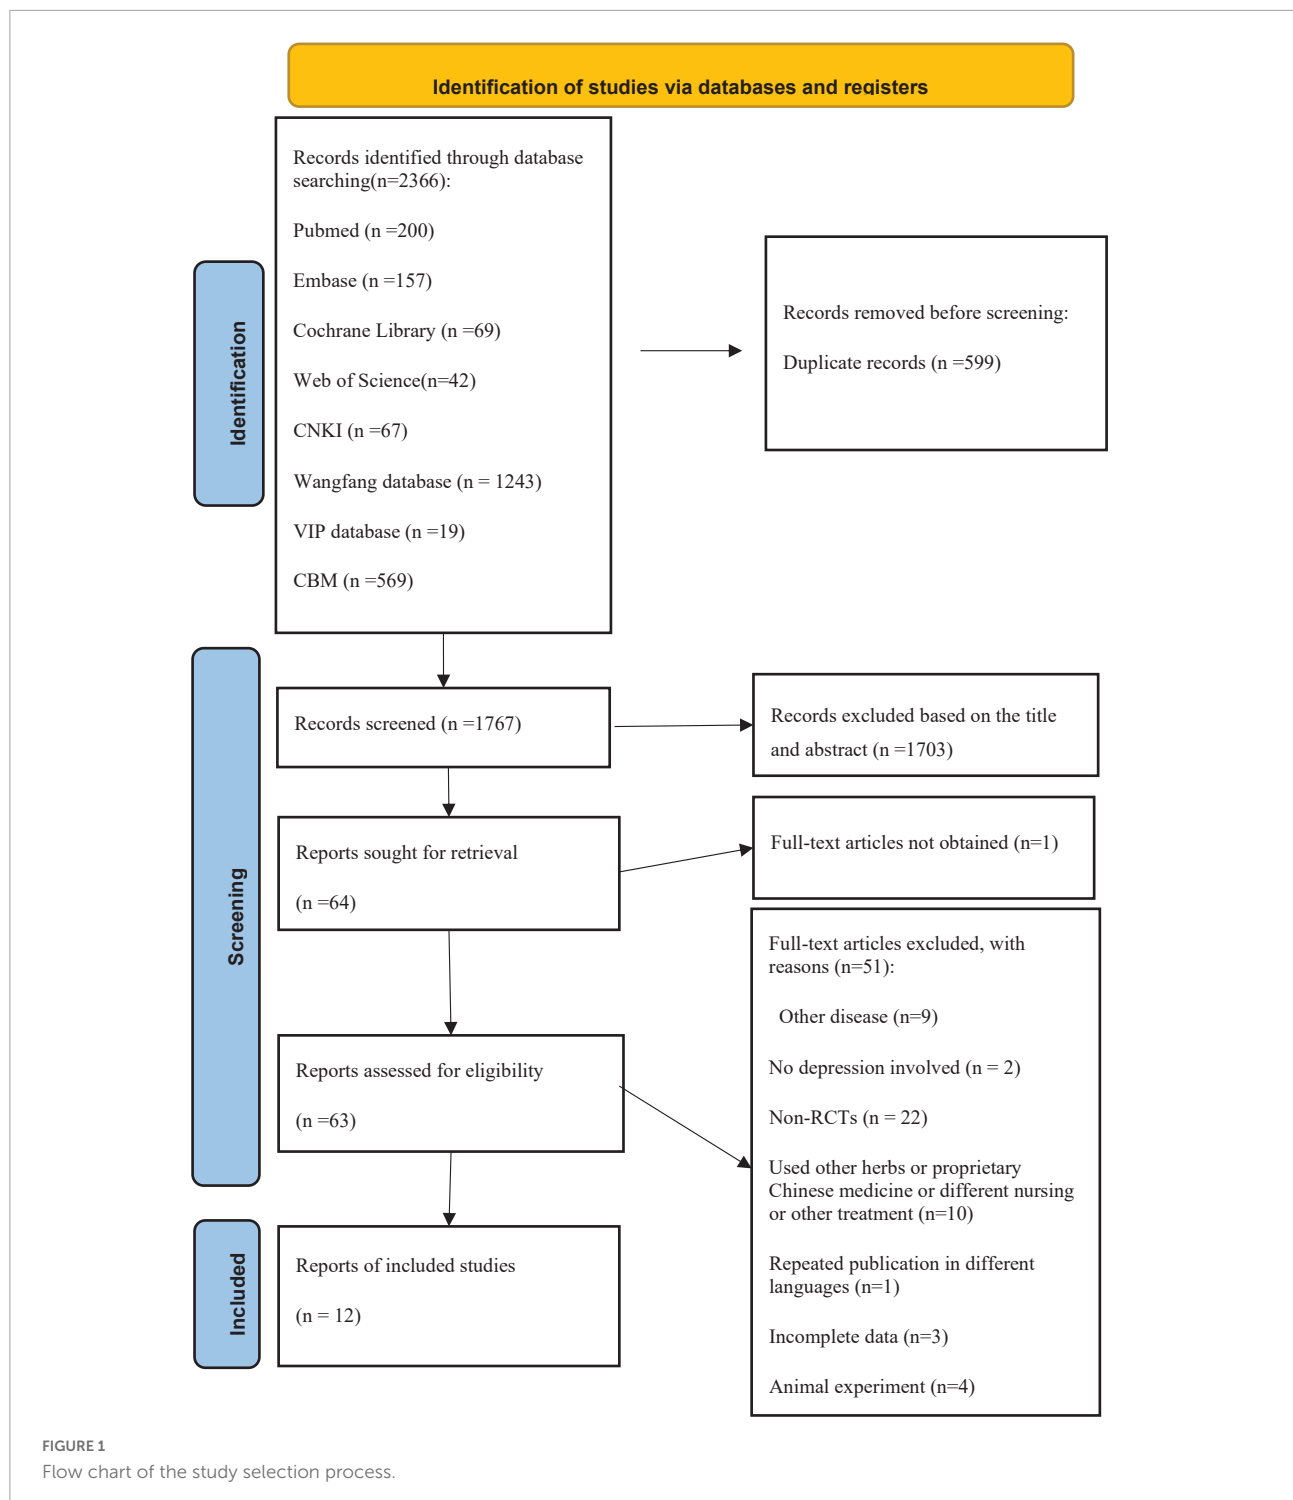 Identification of studies via databases and registers
Records identified through database
searching(n=2366):
Pubmed (n =200)
Embase (n =157)
Cochrane Library (n =69)
Web of Science(n=42)
CNKI (n =67)
Wangfang database (n = 1243)
VIP database (n =19)
CBM (n =569)
Identification
Records removed before screening:
Duplicate records (n =599)
Screening
Records screened (n =1767)
Records excluded based on the title
and abstract (n =1703)
Reports sought for retrieval
(n =64)
Full-text articles not obtained (n=1)
Reports assessed for eligibility
(n =63)
Full-text articles excluded, with
reasons (n=51):
Other disease (n=9)
No depression involved (n = 2)
Non-RCTs (n = 22)
Used other herbs or proprietary
Chinese medicine or different nursing
or other treatment (n=10)
Repeated publication in different
languages (n=1)
Incomplete data (n=3)
Animal experiment (n=4)
Included
Reports of included studies
(n = 12)
FIGURE 1
Flow chart of the study selection process.